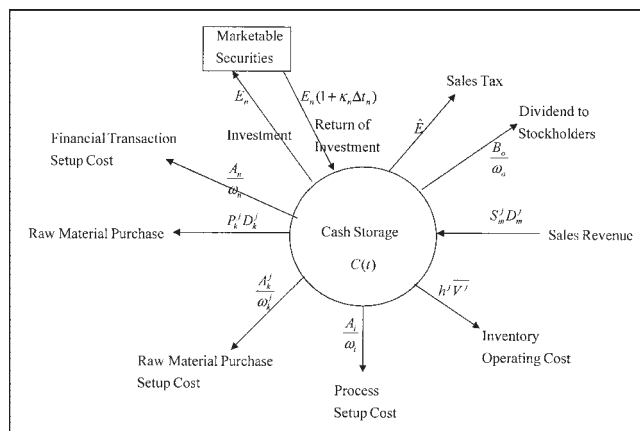 Marketable
Securities
E_n
E_n(1 + κ_nΔt_n)
Sales Tax
Ê
Dividend to
Stockholders
B_o
ω_o
Financial Transaction
Setup Cost
Investment
Return of
Investment
A_n
ω_n
P_k^j D_k^j
Raw Material Purchase
Cash Storage
C(t)
S_m^j D_m^j
Sales Revenue
A_k^j
ω_k^j
h^j \overline{V^j}
A_i
ω_i
Inventory
Operating Cost
Raw Material Purchase
Setup Cost
Process
Setup Cost